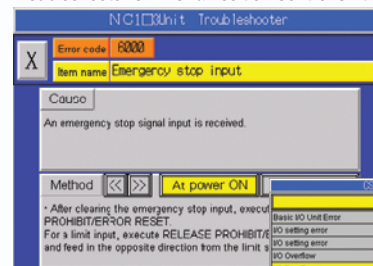 NC1□3Unit Troubleshooter
X
Error code 6000
Item name Emergency stop input
Cause
An emergency stop signal input is received.
Method << >> At power ON
• After clearing the emergency stop input, execut
PROHIBIT/ERROR RESET.
For a limit input, execute RELEASE PROHIBIT/E
and feed in the opposite direction from the limit s
Basic I/O Unit Error
I/O setting error
I/O setting error
I/O Overflow